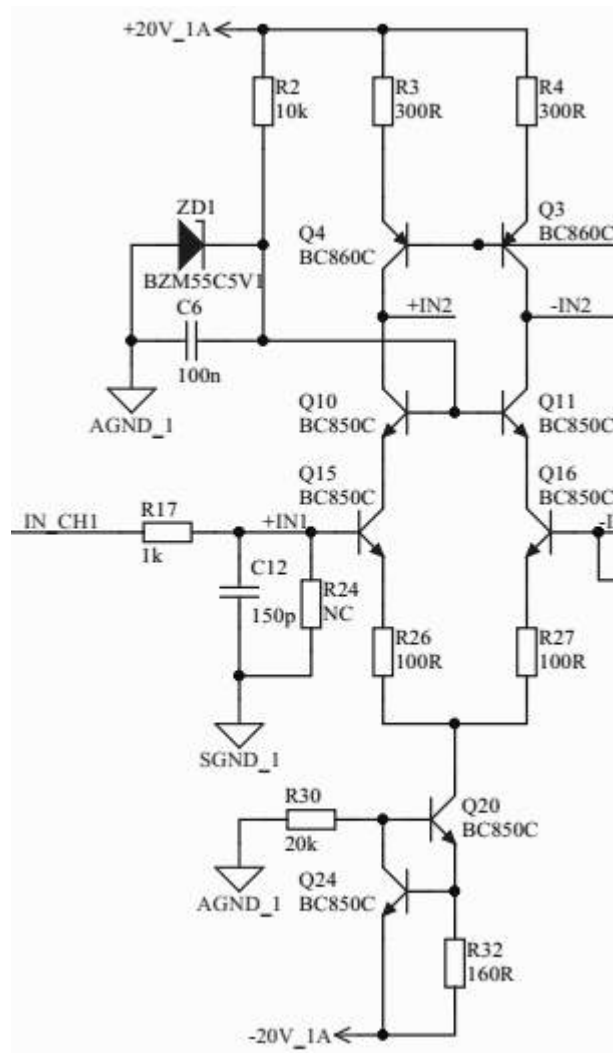 +20V_1A
R2
10k
R3
300R
R4
300R
ZD1
BZM55C5V1
Q4
BC860C
Q3
BC860C
C6
100n
+IN2
-IN2
AGND_1
Q10
BC850C
Q11
BC850C
Q15
BC850C
Q16
BC850C
IN_CH1
R17
1k
+IN1
C12
150p
R24
NC
R26
100R
R27
100R
SGND_1
R30
20k
Q20
BC850C
AGND_1
Q24
BC850C
R32
160R
-20V_1A